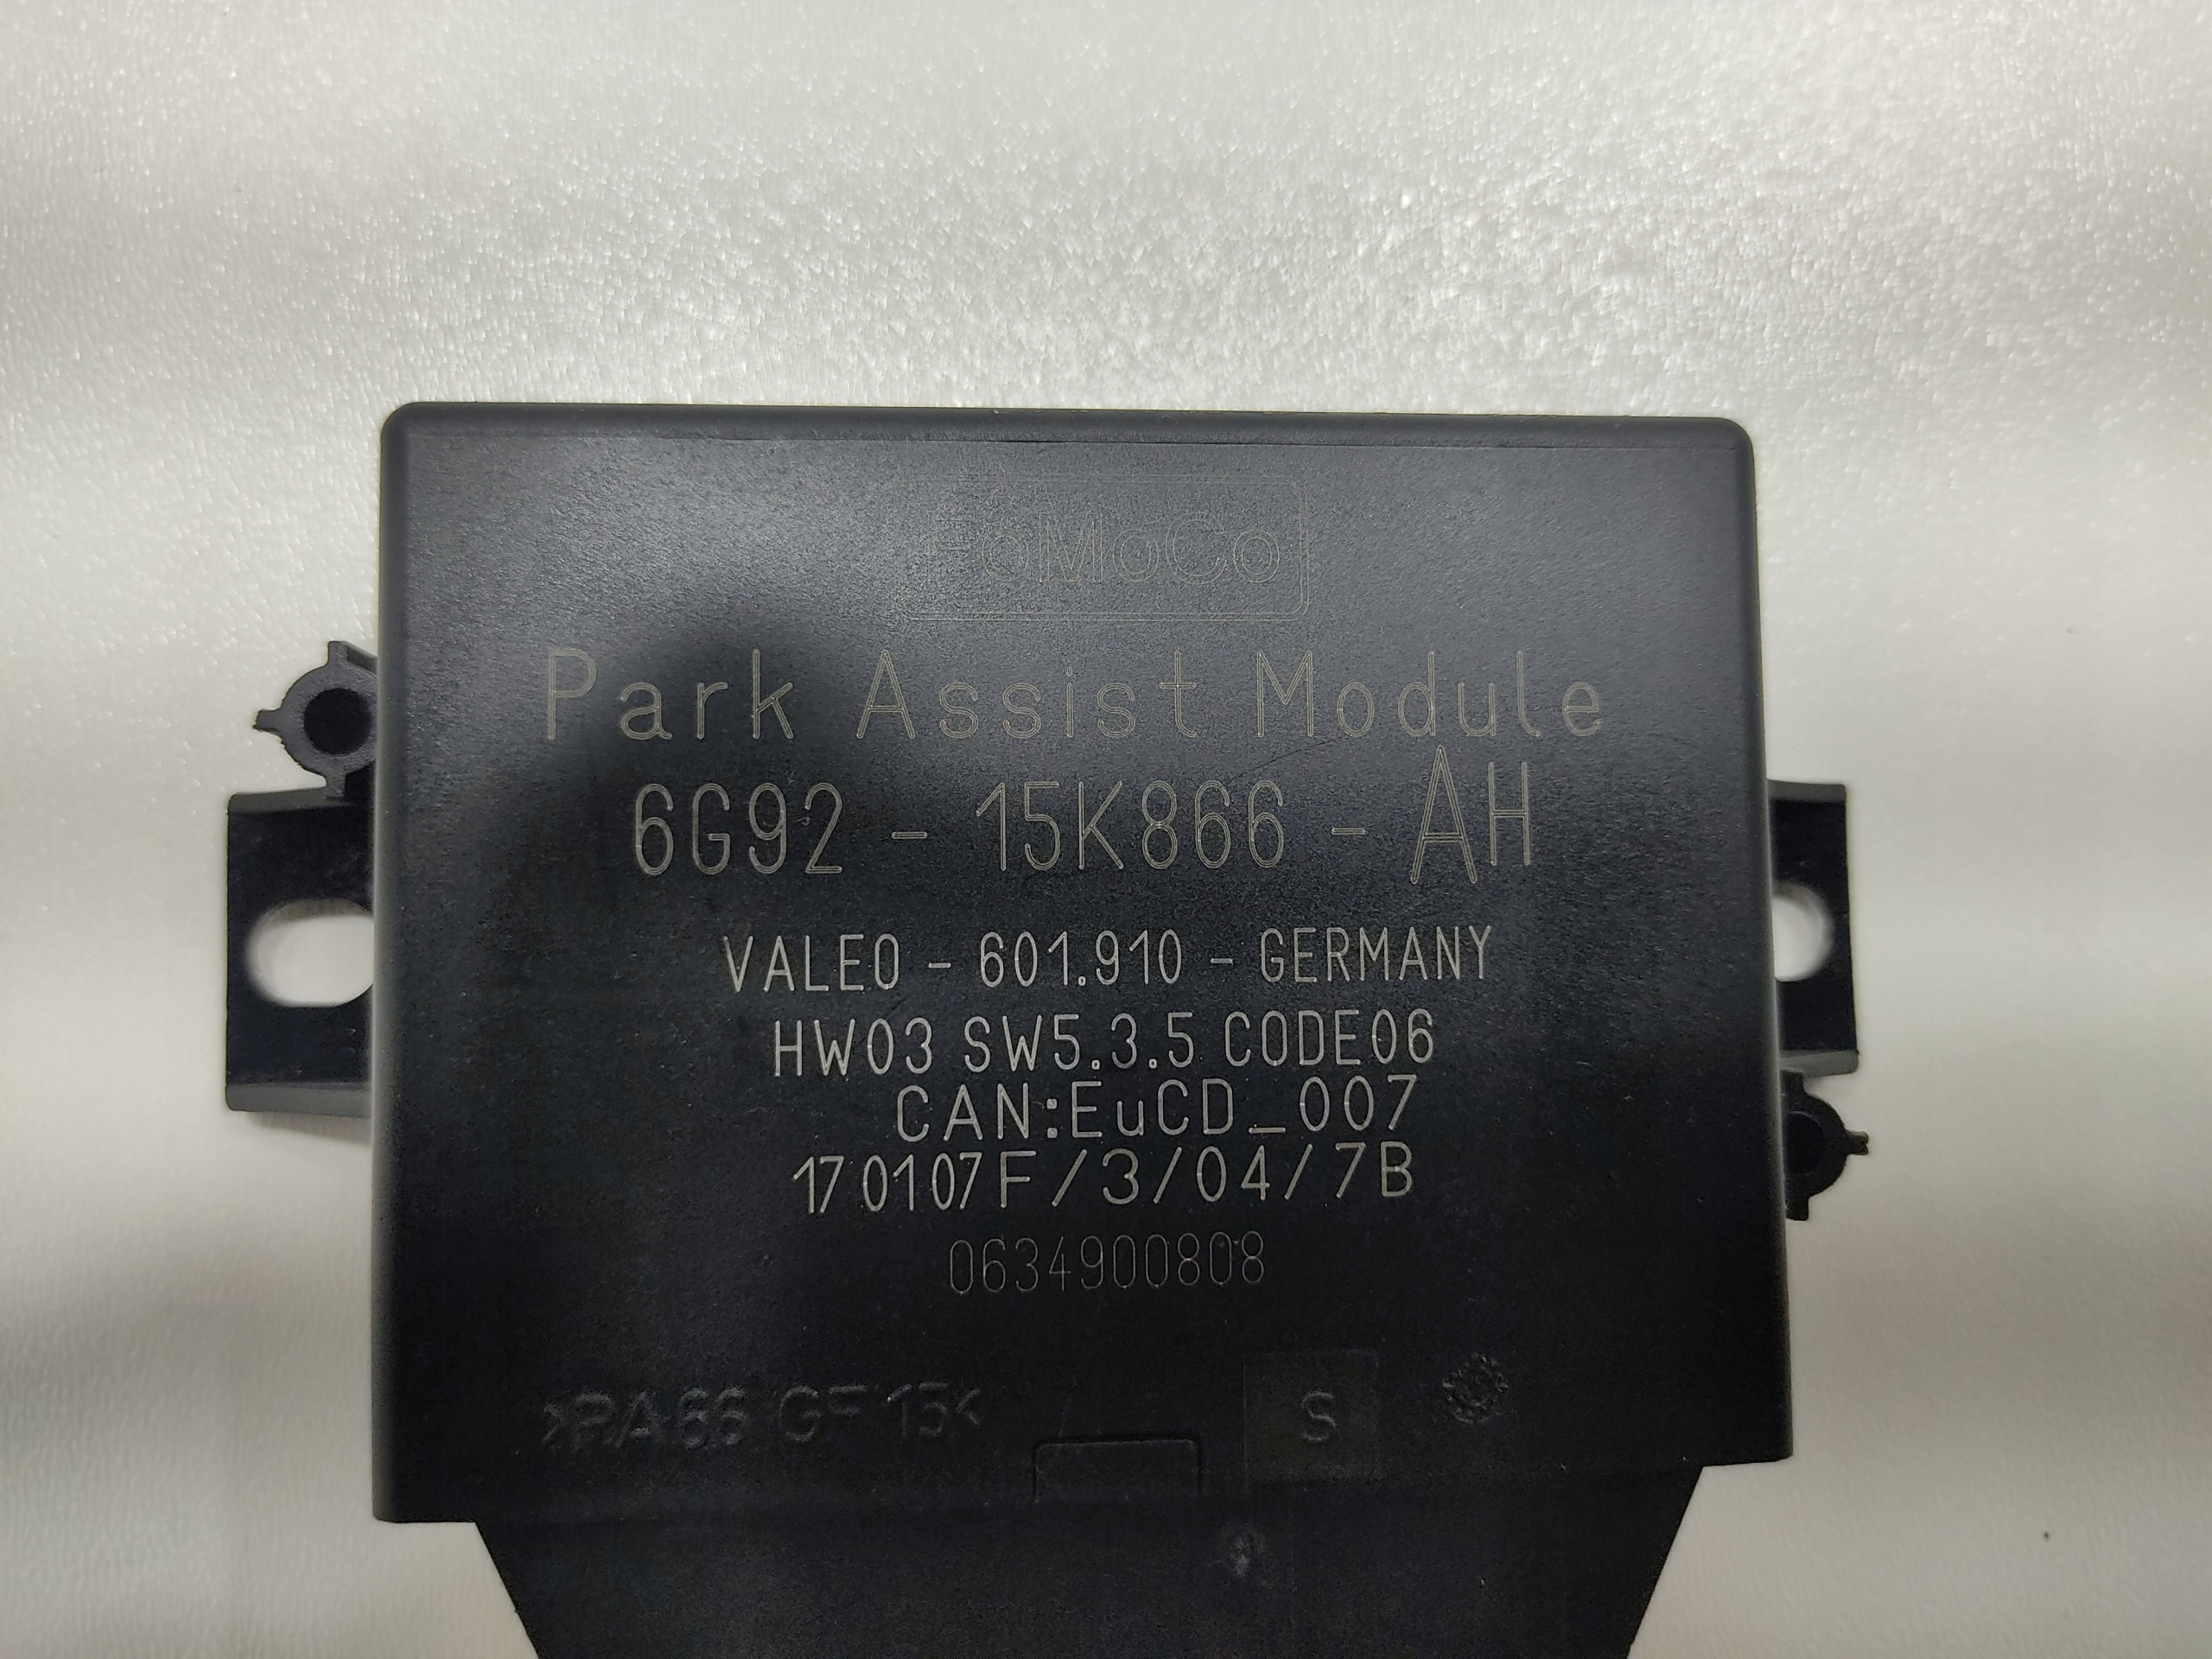 FoMoCo
Park Assist Module
6G92 - 15K866 - AH
VALEO - 601.910 - GERMANY
HW03 SW5.3.5 CODE06
CAN:EuCD_007
170107F/3/04/7B
0634900808
>PA66 GF15<
S